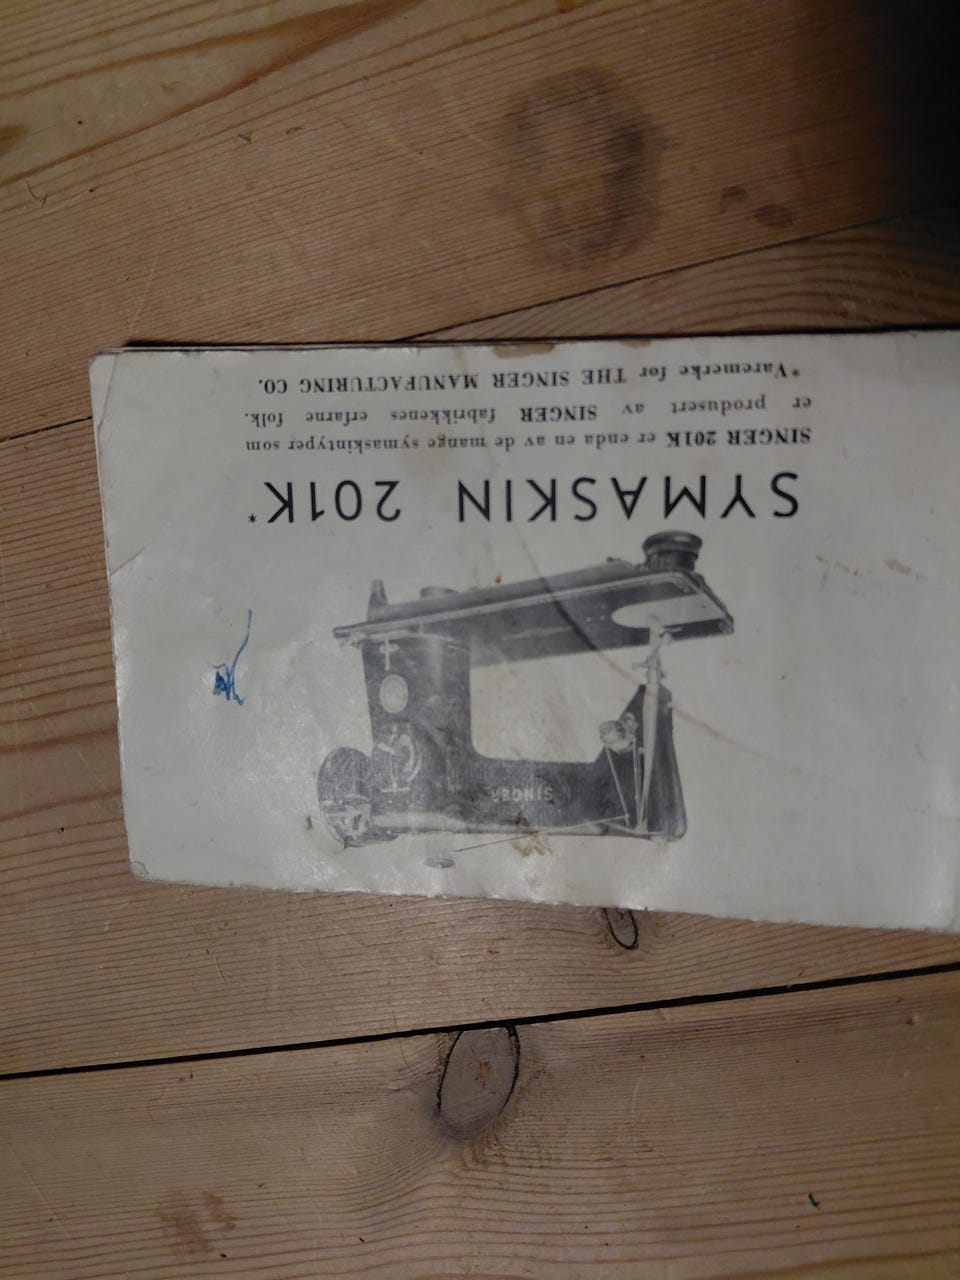 SINGER
SYMASKIN 201K*
SINGER 201K er enda en av de mange symaskintyper som
er produsert av SINGER fabrikkenes erfarne folk.
*Varemerke for THE SINGER MANUFACTURING CO.